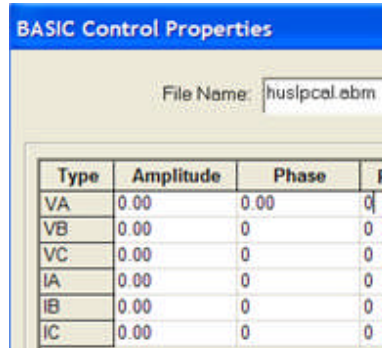 BASIC Control Properties
File Name: huslpcal.abm
Type Amplitude Phase
VA 0.00 0.00 0
VB 0.00 0 0
VC 0.00 0 0
IA 0.00 0 0
IB 0.00 0 0
IC 0.00 0 0